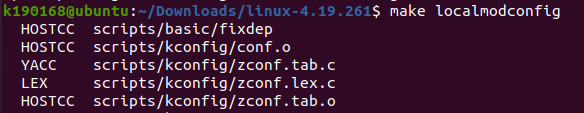 k190168@ubuntu:~/Downloads/linux-4.19.261$ make localmodconfig
HOSTCC scripts/basic/fixdep
HOSTCC scripts/kconfig/conf.o
YACC scripts/kconfig/zconf.tab.c
LEX scripts/kconfig/zconf.lex.c
HOSTCC scripts/kconfig/zconf.tab.o